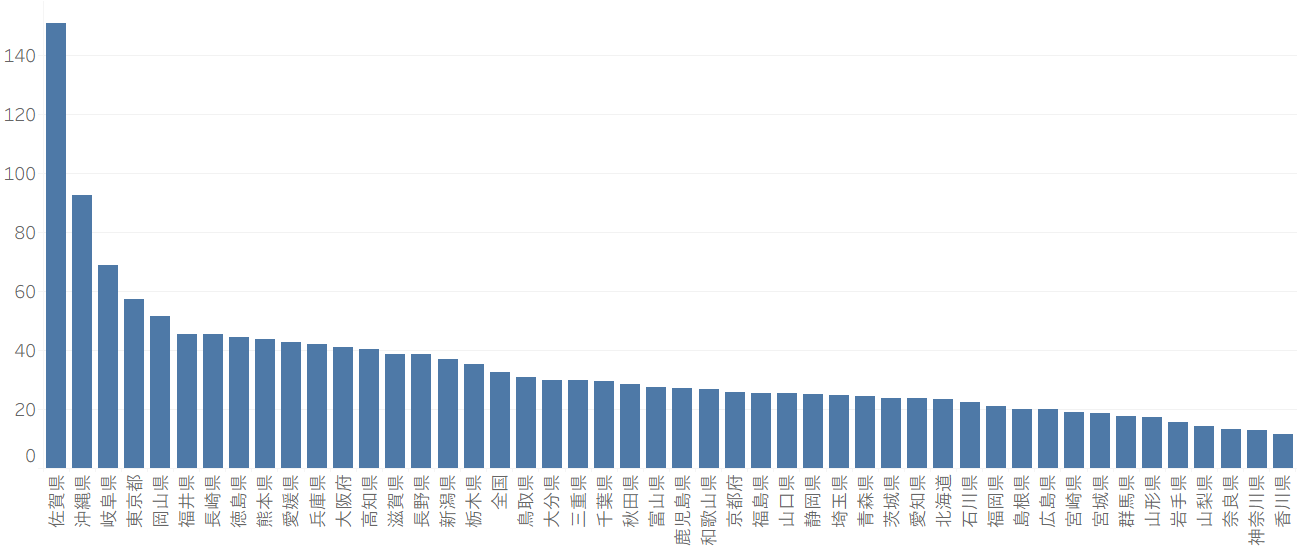 140
120
100
80
60
40
20
0
佐賀県
沖縄県
岐阜県
東京都
岡山県
福井県
長崎県
徳島県
熊本県
愛媛県
兵庫県
大阪府
高知県
滋賀県
長野県
新潟県
栃木県
全国
鳥取県
大分県
三重県
千葉県
秋田県
富山県
鹿児島県
和歌山県
京都府
福島県
山口県
静岡県
埼玉県
青森県
茨城県
愛知県
北海道
石川県
福岡県
島根県
広島県
宮崎県
宮城県
群馬県
山形県
岩手県
山梨県
奈良県
神奈川県
香川県